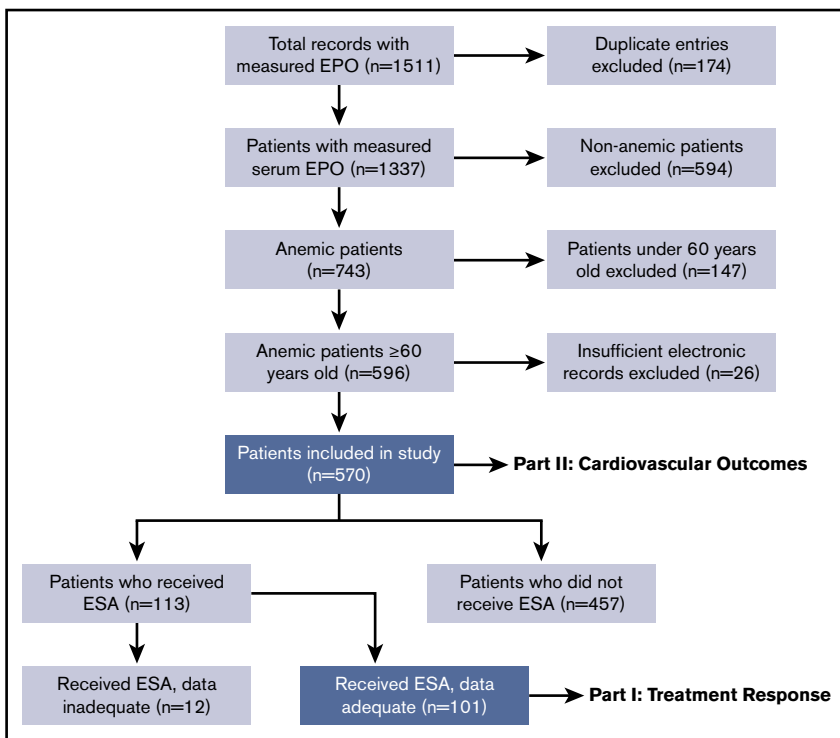 Total records with
measured EPO (n=1511)
Duplicate entries
excluded (n=174)
Patients with measured
serum EPO (n=1337)
Non-anemic patients
excluded (n=594)
Anemic patients
(n=743)
Patients under 60 years
old excluded (n=147)
Anemic patients ≥60
years old (n=596)
Insufficient electronic
records excluded (n=26)
Patients included in study
(n=570)
Part II: Cardiovascular Outcomes
Patients who received
ESA (n=113)
Patients who did not
receive ESA (n=457)
Received ESA, data
inadequate (n=12)
Received ESA, data
adequate (n=101)
Part I: Treatment Response